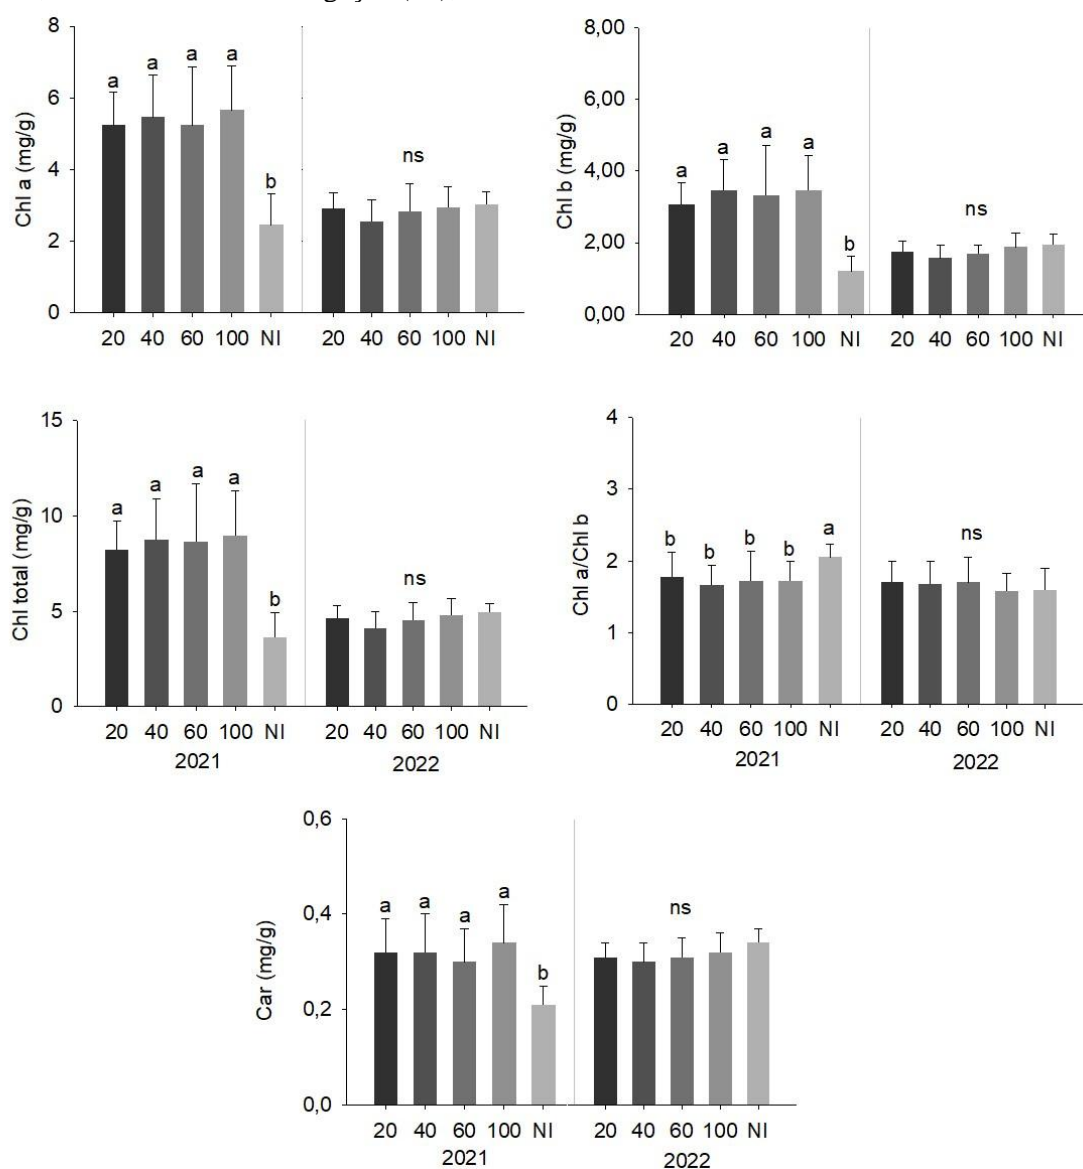 8
6
4
2
0
Chl a (mg/g)
a a a a b
ns
20 40 60 100 NI 20 40 60 100 NI
8,00
6,00
4,00
2,00
0,00
Chl b (mg/g)
a a a a b
ns
20 40 60 100 NI 20 40 60 100 NI
15
10
5
0
Chl total (mg/g)
a a a a b
ns
20 40 60 100 NI 20 40 60 100 NI
2021 2022
4
3
2
1
0
Chl a/Chl b
b b b b a
ns
20 40 60 100 NI 20 40 60 100 NI
2021 2022
0,6
0,4
0,2
0,0
Car (mg/g)
a a a a b
ns
20 40 60 100 NI 20 40 60 100 NI
2021 2022